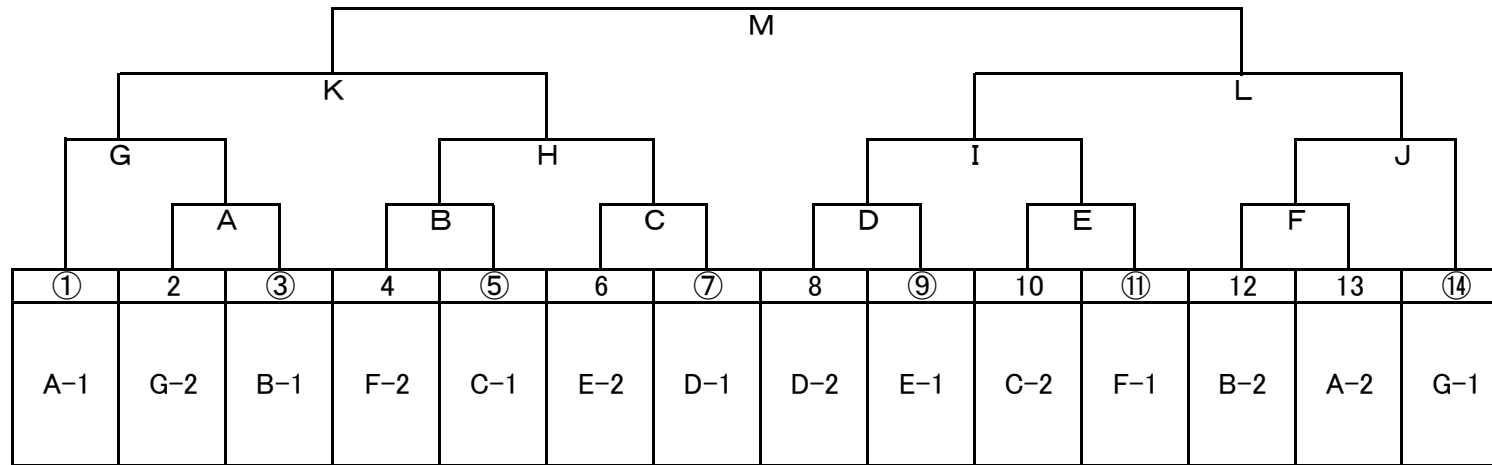 M
K L
G H I J
A B C D E F
① 2 ③ 4 ⑤ 6 ⑦ 8 ⑨ 10 ⑪ 12 13 ⑭
A-1 G-2 B-1 F-2 C-1 E-2 D-1 D-2 E-1 C-2 F-1 B-2 A-2 G-1